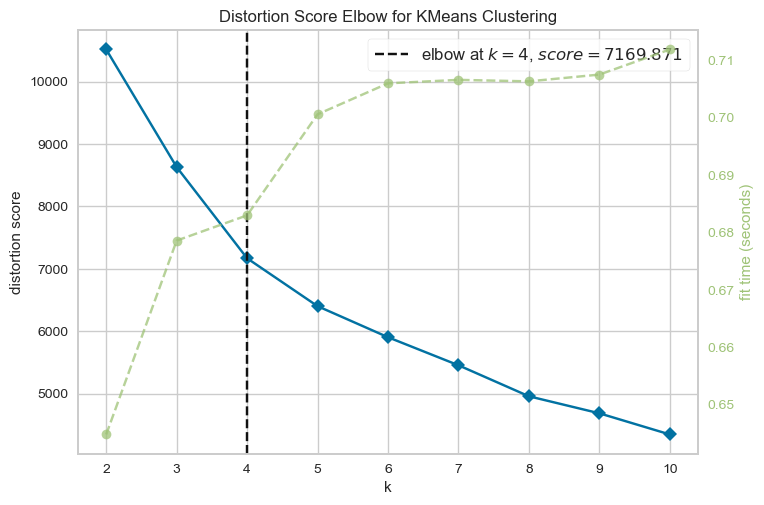 Distortion Score Elbow for KMeans Clustering
elbow at k = 4, score = 7169.871
distortion score
10000
9000
8000
7000
6000
5000
0.71
0.70
0.69
0.68
0.67
0.66
0.65
fit time (seconds)
2 3 4 5 6 7 8 9 10
k